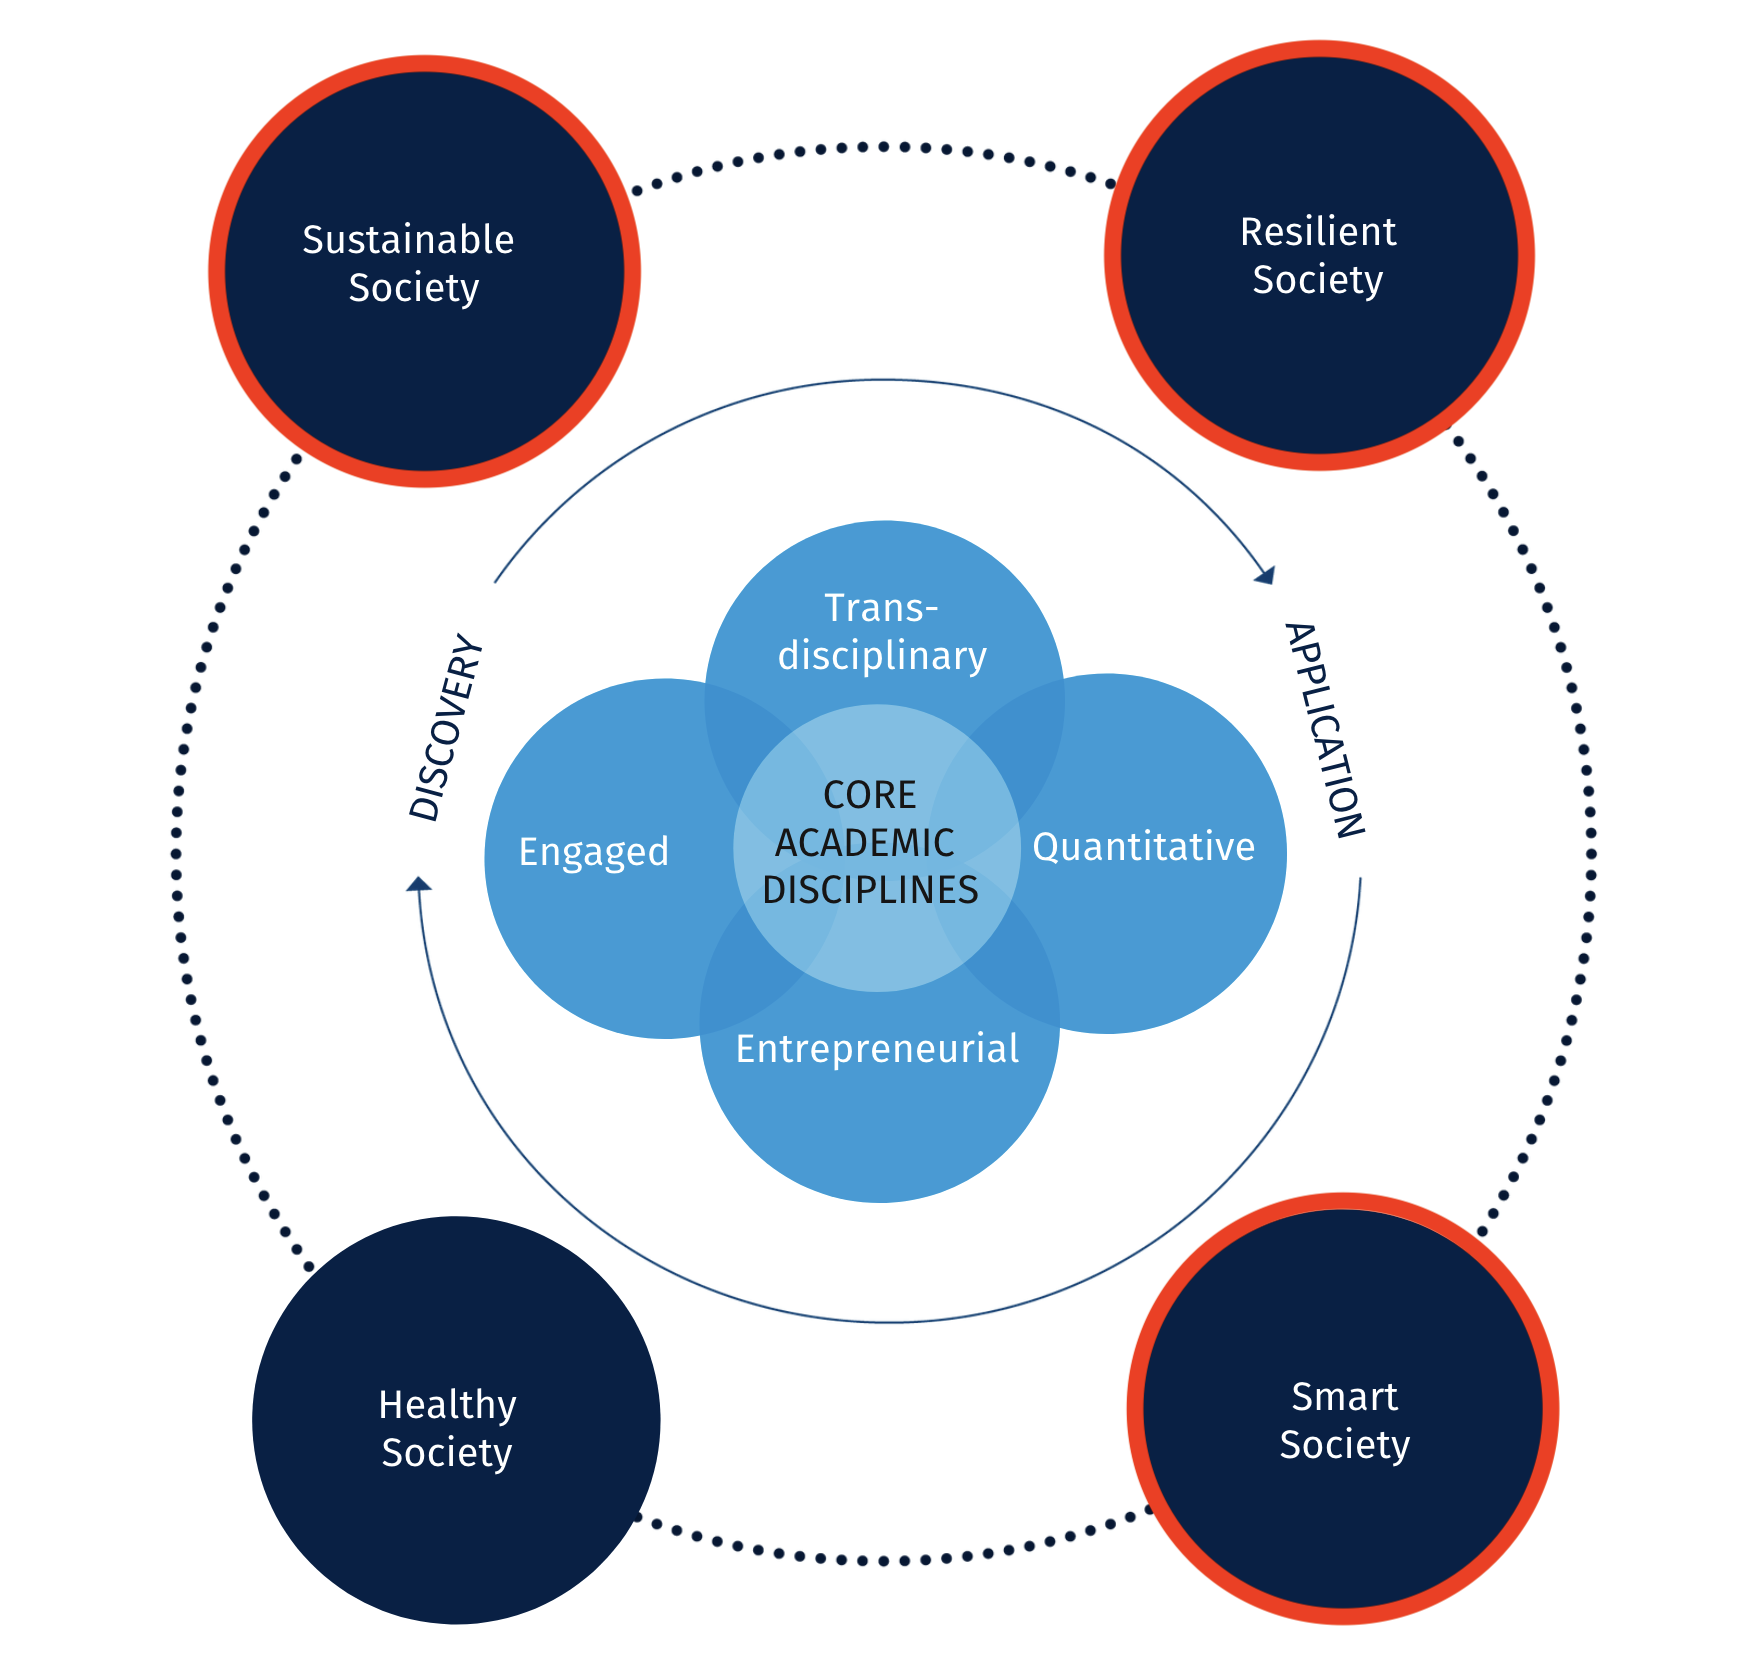 Sustainable
Society
Resilient
Society
DISCOVERY
APPLICATION
Trans-
disciplinary
Engaged
CORE
ACADEMIC
DISCIPLINES
Quantitative
Entrepreneurial
Healthy
Society
Smart
Society